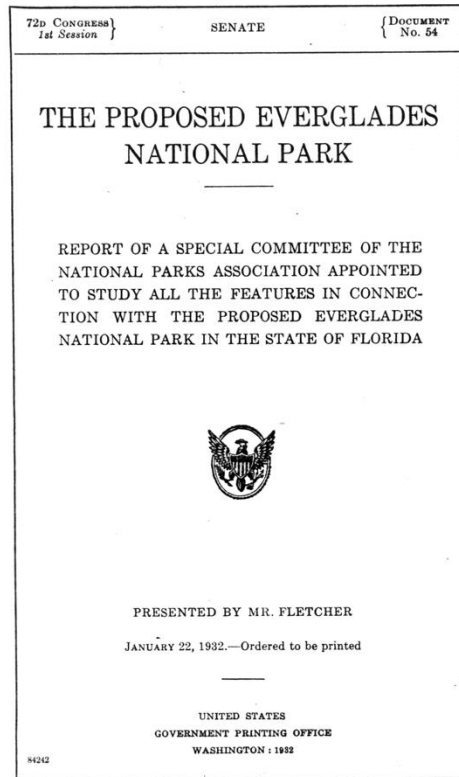 72D CONGRESS
1st Session
SENATE
DOCUMENT
No. 54
THE PROPOSED EVERGLADES
NATIONAL PARK
REPORT OF A SPECIAL COMMITTEE OF THE
NATIONAL PARKS ASSOCIATION APPOINTED
TO STUDY ALL THE FEATURES IN CONNEC-
TION WITH THE PROPOSED EVERGLADES
NATIONAL PARK IN THE STATE OF FLORIDA
PRESENTED BY MR. FLETCHER
JANUARY 22, 1932.—Ordered to be printed
UNITED STATES
GOVERNMENT PRINTING OFFICE
WASHINGTON : 1932
84242